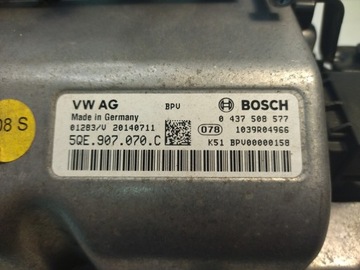 08 S
VW AG BPV BOSCH
Made in Germany 0 437 508 577
01283/V 20140711 078 1039R04966
5QE.907.070.C K51 BPV00000158